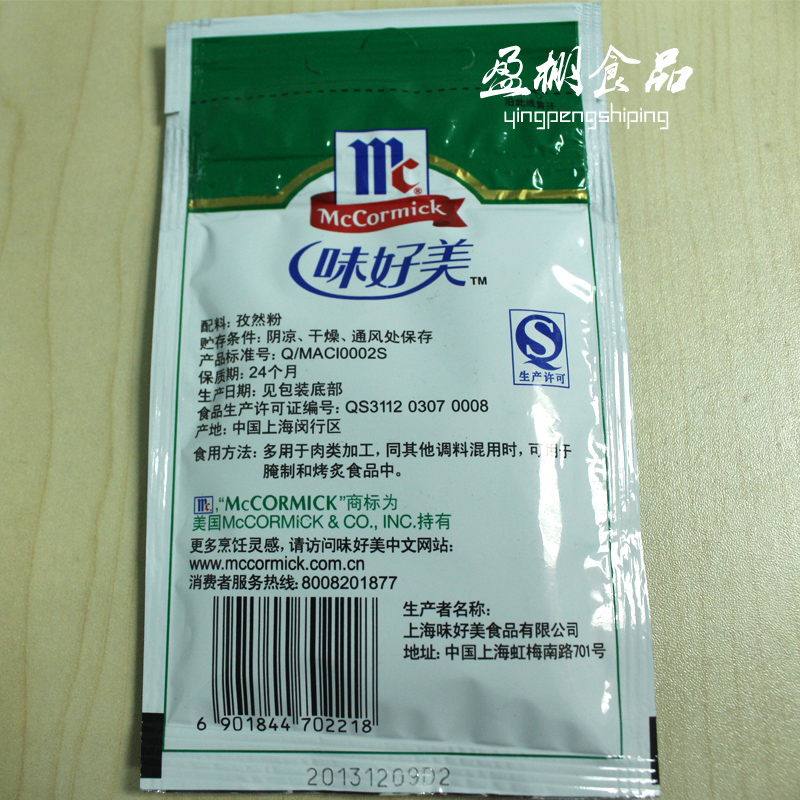 盈棚食品
yingpengshiping
沿此线剪开
Mc®
McCormick
味好美™
配料: 孜然粉
贮存条件: 阴凉、干燥、通风处保存
产品标准号: Q/MACI0002S
保质期: 24个月
生产日期: 见包装底部
食品生产许可证编号: QS3112 0307 0008
产地: 中国上海闵行区
QS
生产许可
食用方法: 多用于肉类加工, 同其他调料混用时, 可用于
腌制和烤炙食品中。
Mc, “McCORMICK”商标为
美国McCORMiCK & CO., INC.持有
更多烹饪灵感, 请访问味好美中文网站:
www.mccormick.com.cn
消费者服务热线: 8008201877
生产者名称:
上海味好美食品有限公司
地址: 中国上海虹梅南路701号
6 901844 702218
20131209D2